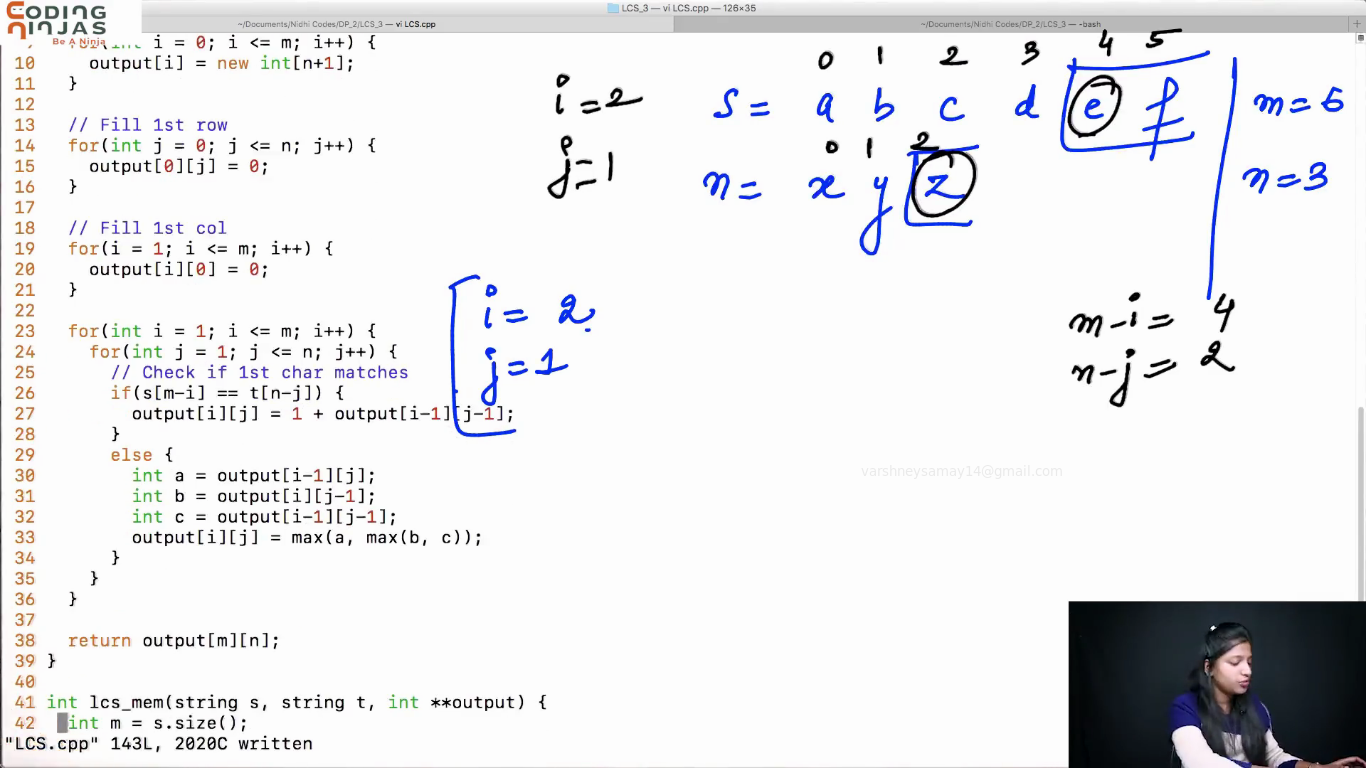 CODING
NINJAS
Be A Ninja
LCS_3 — vi LCS.cpp — 126×35
~/Documents/Nidhi Codes/DP_2/LCS_3 — vi LCS.cpp
~/Documents/Nidhi Codes/DP_2/LCS_3 — -bash
for(int i = 0; i <= m; i++) {
10 output[i] = new int[n+1];
11 }
12
13 // Fill 1st row
14 for(int j = 0; j <= n; j++) {
15 output[0][j] = 0;
16 }
17
18 // Fill 1st col
19 for(i = 1; i <= m; i++) {
20 output[i][0] = 0;
21 }
22
23 for(int i = 1; i <= m; i++) {
24 for(int j = 1; j <= n; j++) {
25 // Check if 1st char matches
26 if(s[m-i] == t[n-j]) {
27 output[i][j] = 1 + output[i-1][j-1];
28 }
29 else {
30 int a = output[i-1][j];
31 int b = output[i][j-1];
32 int c = output[i-1][j-1];
33 output[i][j] = max(a, max(b, c));
34 }
35 }
36 }
37
38 return output[m][n];
39 }
40
41 int lcs_mem(string s, string t, int **output) {
42 int m = s.size();
"LCS.cpp" 143L, 2020C written
i = 2
j = 1
0 1 2 3 4 5
S = a b c d e f
0 1 2
n = x y z
n = 3
i = 2
j = 1
m-i = 4
n-j = 2
varshneysamay14@gmail.com